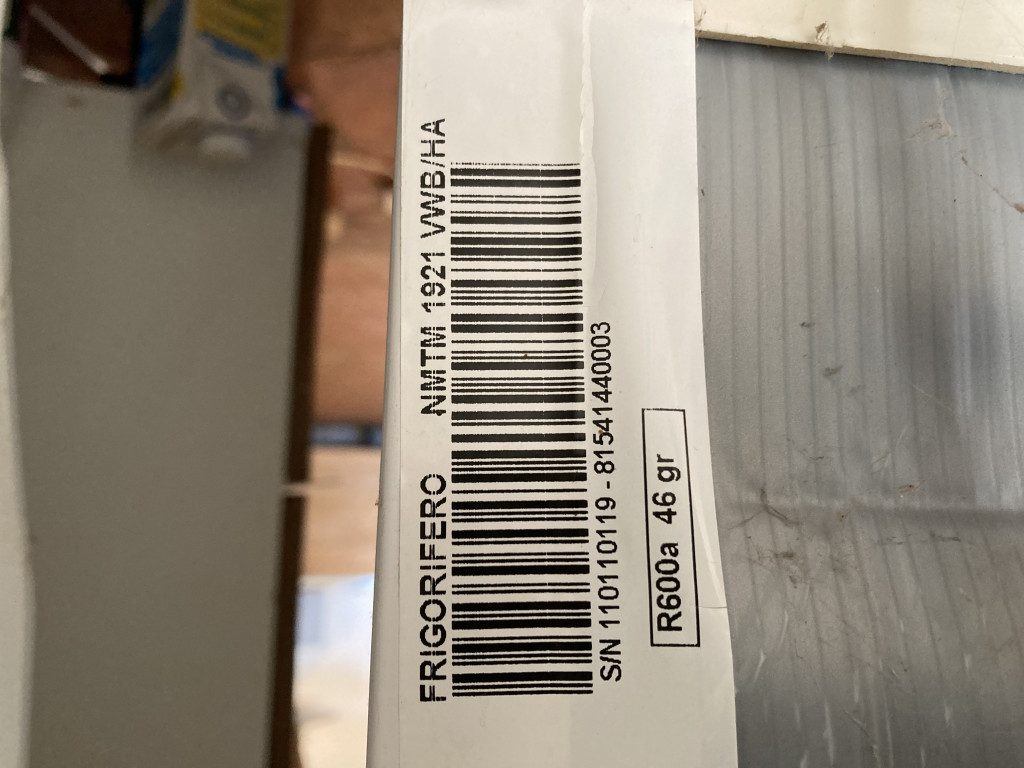 FRIGORIFERO NMTM 1921 VWB/HA
S/N 110110119 - 81541440003
R600a 46 gr